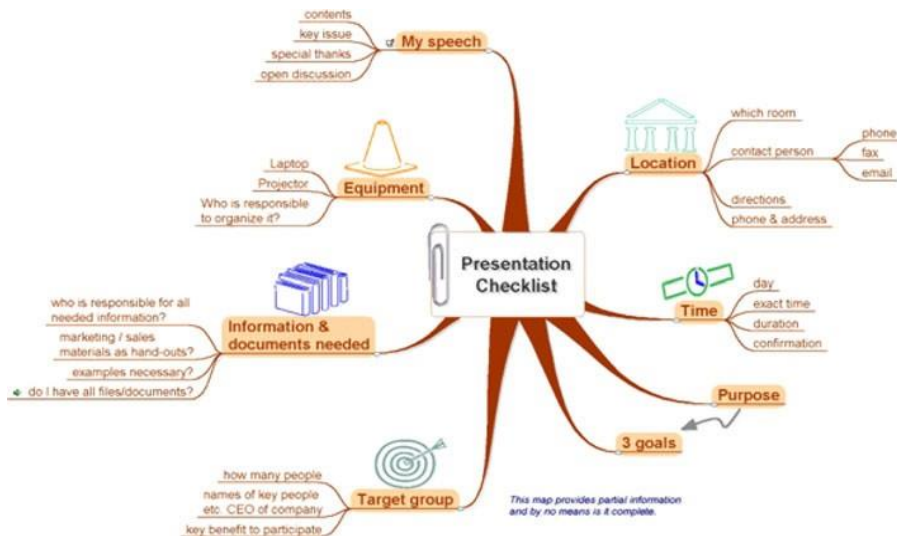 Presentation
Checklist
My speech
contents
key issue
special thanks
open discussion
Location
which room
contact person
phone
fax
email
directions
phone & address
Equipment
Laptop
Projector
Who is responsible
to organize it?
Time
day
exact time
duration
confirmation
Information &
documents needed
who is responsible for all
needed information?
marketing / sales
materials as hand-outs?
examples necessary?
do I have all files/documents?
Purpose
3 goals
Target group
how many people
names of key people
etc. CEO of company
key benefit to participate
This map provides partial information
and by no means is it complete.